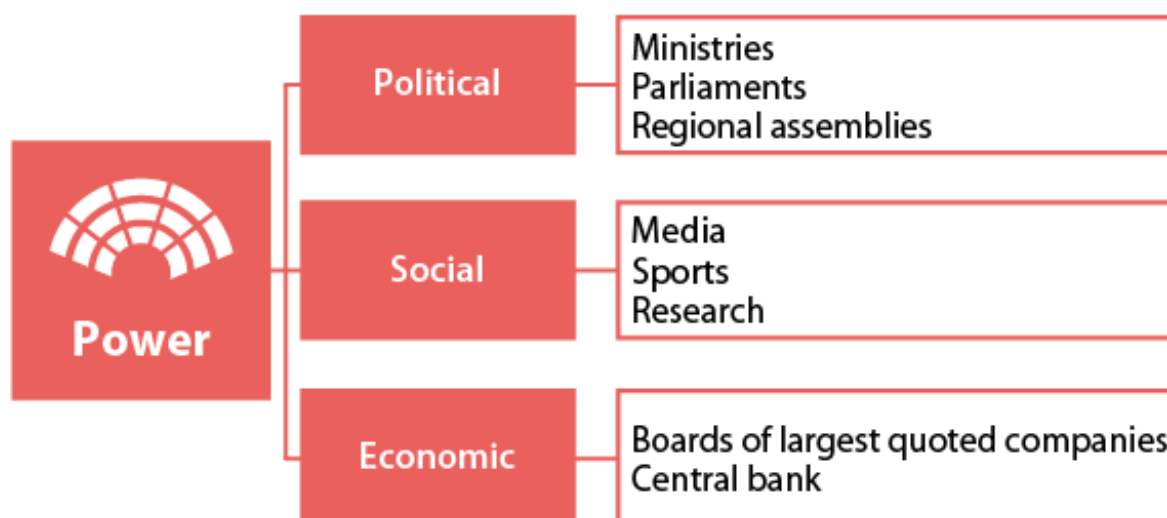 Power
Political
Ministries
Parliaments
Regional assemblies
Social
Media
Sports
Research
Economic
Boards of largest quoted companies
Central bank